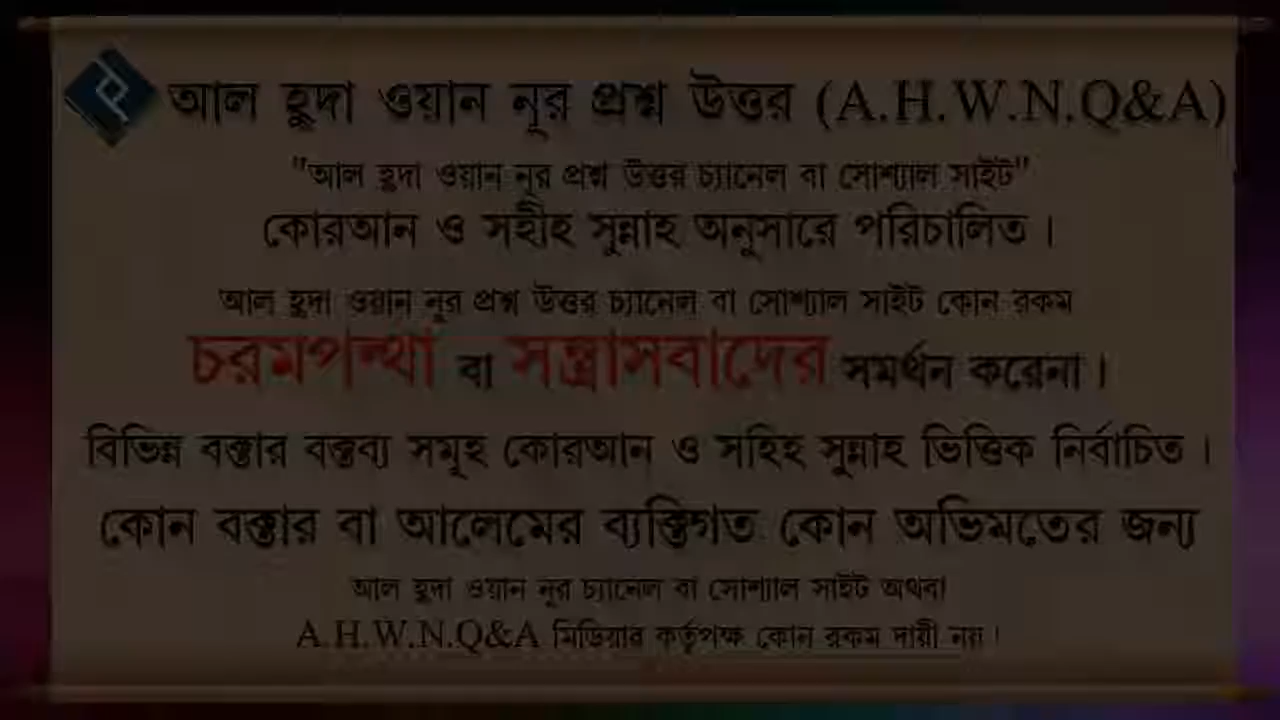 আল হুদা ওয়ান নূর প্রশ্ন উত্তর (A.H.W.N.Q&A)
"আল হুদা ওয়ান নূর প্রশ্ন উত্তর চ্যানেল বা সোশ্যাল সাইট"
কোরআন ও সহীহ সুন্নাহ অনুসারে পরিচালিত।
আল হুদা ওয়ান নূর প্রশ্ন উত্তর চ্যানেল বা সোশ্যাল সাইট কোন রকম
চরমপন্থা বা সন্ত্রাসবাদের সমর্থন করেনা।
বিভিন্ন বক্তার বক্তব্য সমূহ কোরআন ও সহিহ সুন্নাহ ভিত্তিক নির্বাচিত।
কোন বক্তার বা আলেমের ব্যক্তিগত কোন অভিমতের জন্য
আল হুদা ওয়ান নূর চ্যানেল বা সোশ্যাল সাইট অথবা
A.H.W.N.Q&A মিডিয়ার কর্তৃপক্ষ কোন রকম দায়ী নয়।